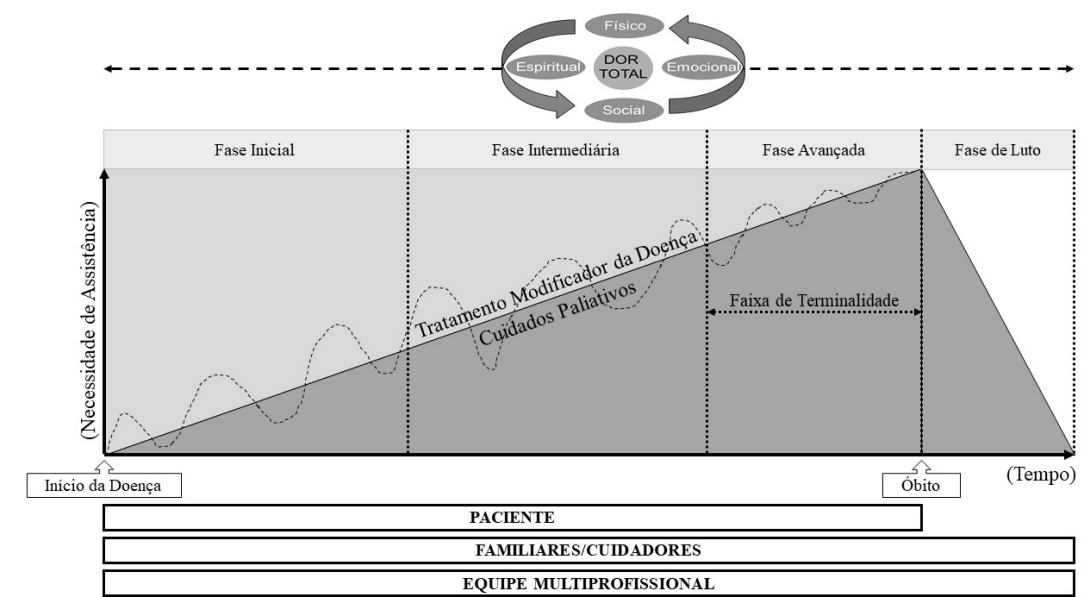 Físico
Espiritual
DOR
TOTAL
Emocional
Social
Fase Inicial
Fase Intermediária
Fase Avançada
Fase de Luto
(Necessidade de Assistência)
Tratamento Modificador da Doença
Cuidados Paliativos
Faixa de Terminalidade
(Tempo)
Início da Doença
Óbito
PACIENTE
FAMILIARES/CUIDADORES
EQUIPE MULTIPROFISSIONAL